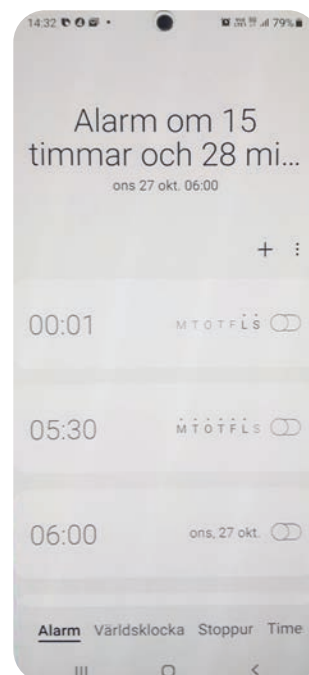 14:32 79%
Alarm om 15
timmar och 28 mi...
ons 27 okt. 06:00
+
00:01 M T O T F L S
05:30 M T O T F L S
06:00 ons, 27 okt.
Alarm Världsklocka Stoppur Time